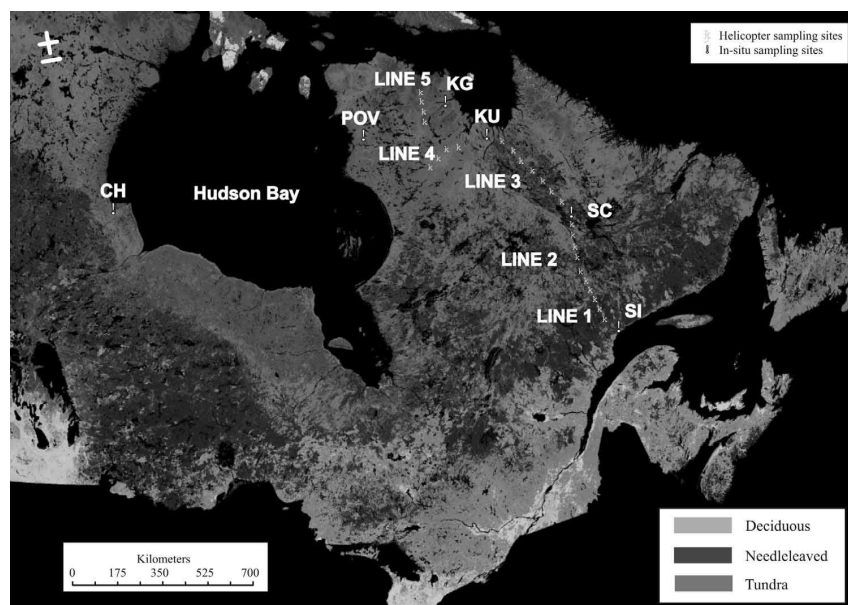 Helicopter sampling sites
In-situ sampling sites
LINE 5
KG
POV
KU
LINE 4
LINE 3
CH
Hudson Bay
SC
LINE 2
LINE 1
SI
Kilometers
0 175 350 525 700
Deciduous
Needleleaved
Tundra